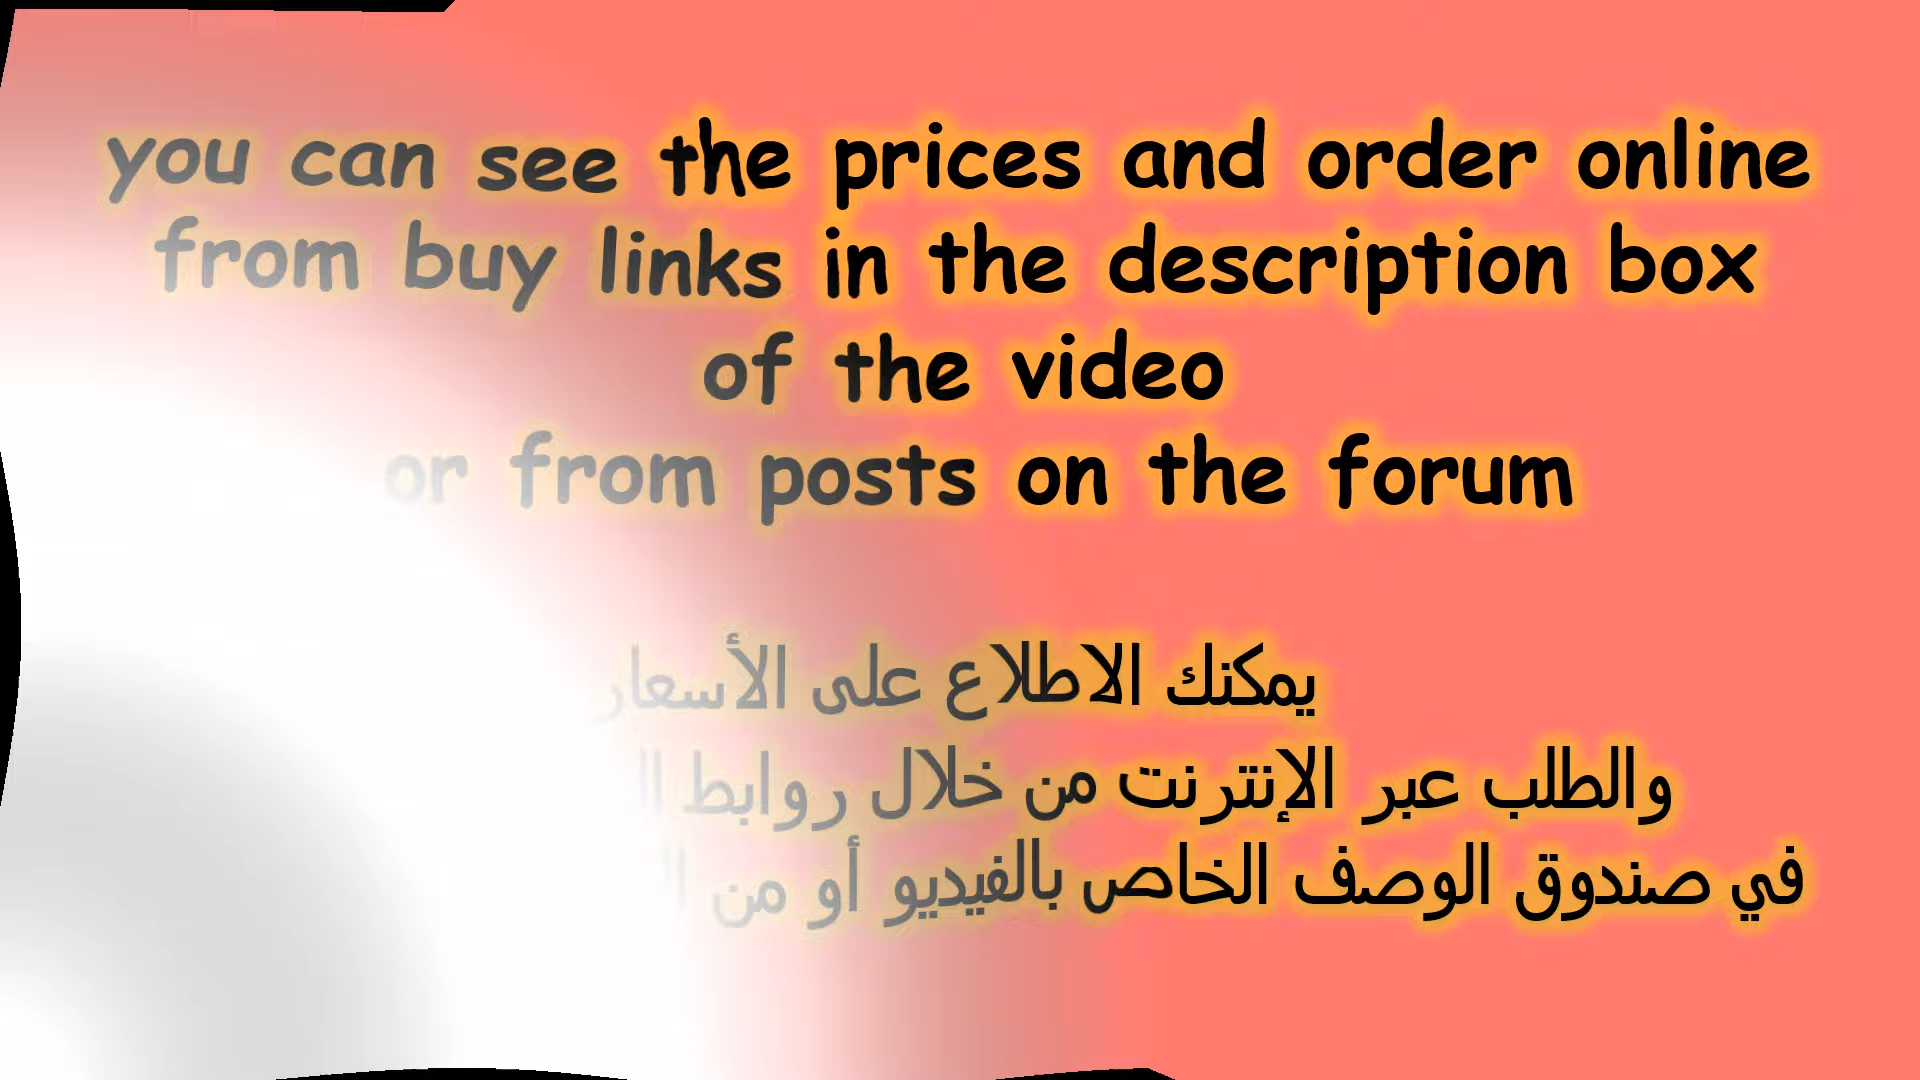 you can see the prices and order online
from buy links in the description box
of the video
or from posts on the forum
يمكنك الاطلاع على الأسعار
والطلب عبر الإنترنت من خلال روابط
في صندوق الوصف الخاص بالفيديو أو من